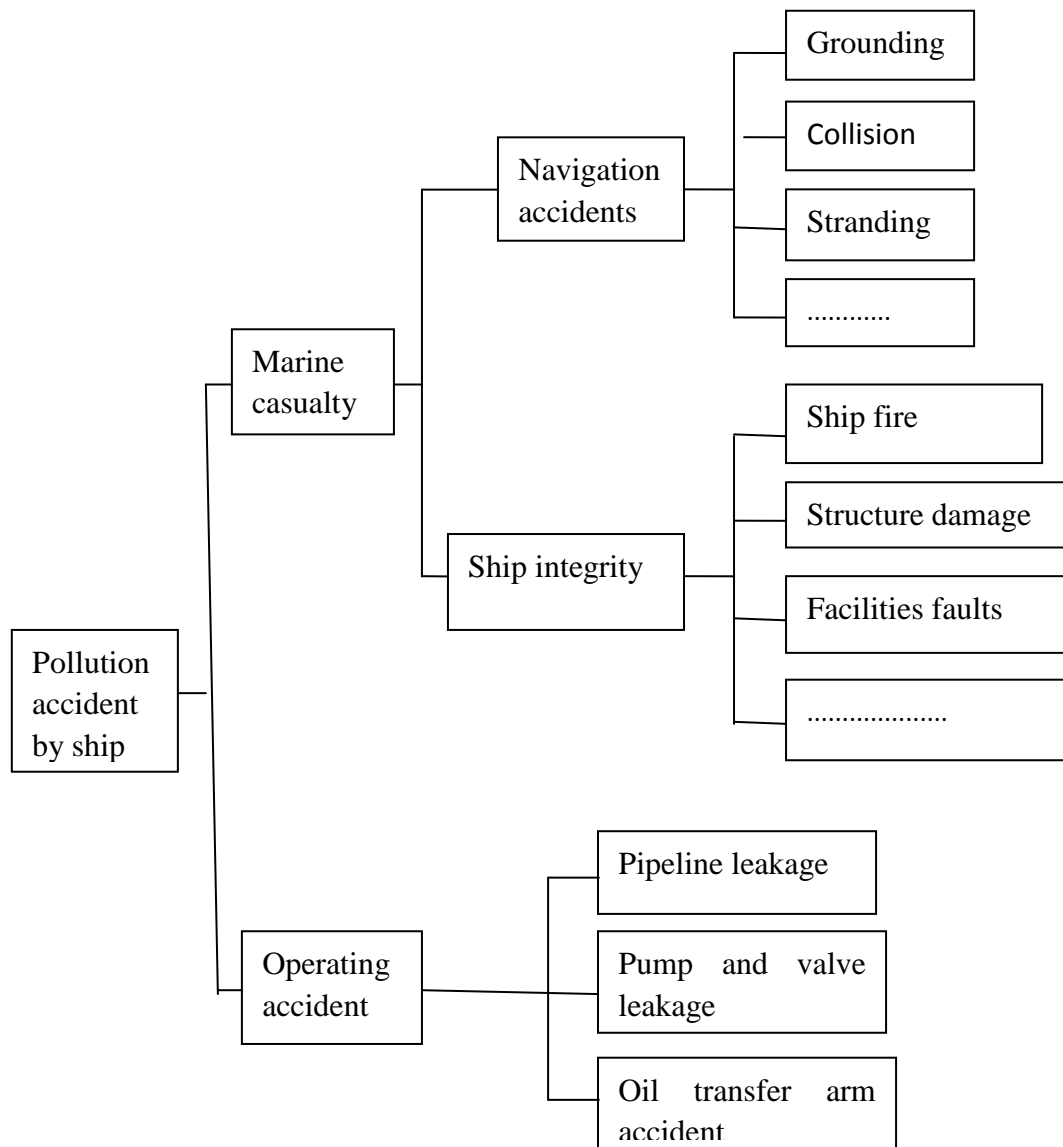 Grounding
Collision
Navigation
accidents
Stranding
............
Marine
casualty
Ship fire
Structure damage
Ship integrity
Facilities faults
Pollution
accident
by ship
....................
Pipeline leakage
Operating
accident
Pump and valve
leakage
Oil transfer arm
accident